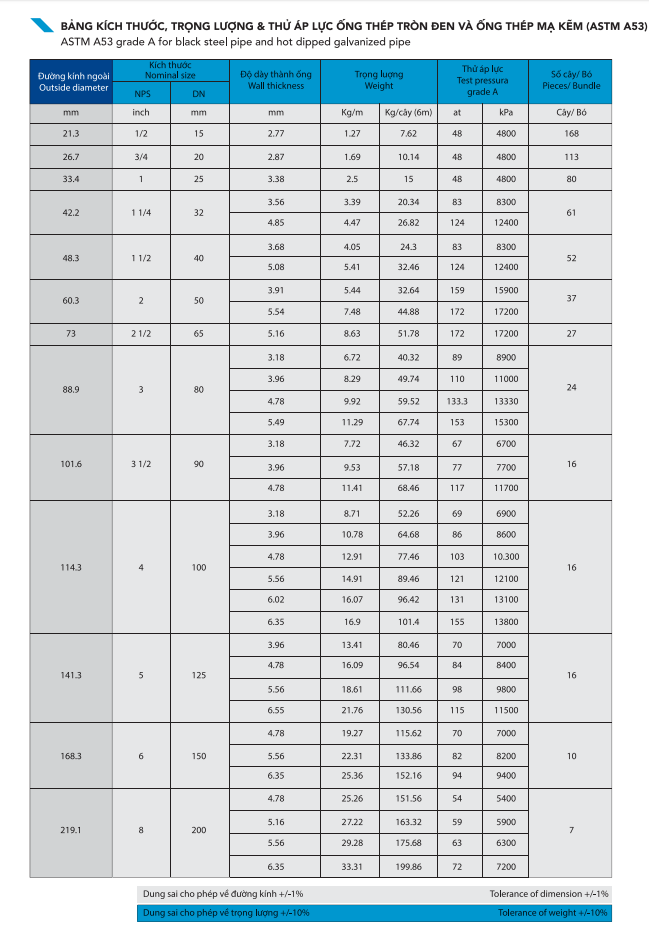 BẢNG KÍCH THƯỚC, TRỌNG LƯỢNG & THỬ ÁP LỰC ỐNG THÉP TRÒN ĐEN VÀ ỐNG THÉP MẠ KẼM (ASTM A53)
ASTM A53 grade A for black steel pipe and hot dipped galvanized pipe
Đường kính ngoài Kích thước Độ dày thành ống Trọng lượng Thử áp lực Số cây/ Bó
Outside diameter Nominal size Wall thickness Weight Test pressura Pieces/ Bundle
grade A
NPS DN
mm inch mm mm Kg/m Kg/cây (6m) at kPa Cây/ Bó
21.3 1/2 15 2.77 1.27 7.62 48 4800 168
26.7 3/4 20 2.87 1.69 10.14 48 4800 113
33.4 1 25 3.38 2.5 15 48 4800 80
42.2 1 1/4 32 3.56 3.39 20.34 83 8300 61
4.85 4.47 26.82 124 12400
48.3 1 1/2 40 3.68 4.05 24.3 83 8300 52
5.08 5.41 32.46 124 12400
60.3 2 50 3.91 5.44 32.64 159 15900 37
5.54 7.48 44.88 172 17200
73 2 1/2 65 5.16 8.63 51.78 172 17200 27
88.9 3 80 3.18 6.72 40.32 89 8900 24
3.96 8.29 49.74 110 11000
4.78 9.92 59.52 133.3 13330
5.49 11.29 67.74 153 15300
101.6 3 1/2 90 3.18 7.72 46.32 67 6700 16
3.96 9.53 57.18 77 7700
4.78 11.41 68.46 117 11700
114.3 4 100 3.18 8.71 52.26 69 6900 16
3.96 10.78 64.68 86 8600
4.78 12.91 77.46 103 10.300
5.56 14.91 89.46 121 12100
6.02 16.07 96.42 131 13100
6.35 16.9 101.4 155 13800
141.3 5 125 3.96 13.41 80.46 70 7000 16
4.78 16.09 96.54 84 8400
5.56 18.61 111.66 98 9800
6.55 21.76 130.56 115 11500
168.3 6 150 4.78 19.27 115.62 70 7000 10
5.56 22.31 133.86 82 8200
6.35 25.36 152.16 94 9400
219.1 8 200 4.78 25.26 151.56 54 5400 7
5.16 27.22 163.32 59 5900
5.56 29.28 175.68 63 6300
6.35 33.31 199.86 72 7200
Dung sai cho phép về đường kính +/-1% Tolerance of dimension +/-1%
Dung sai cho phép về trọng lượng +/-10% Tolerance of weight +/-10%